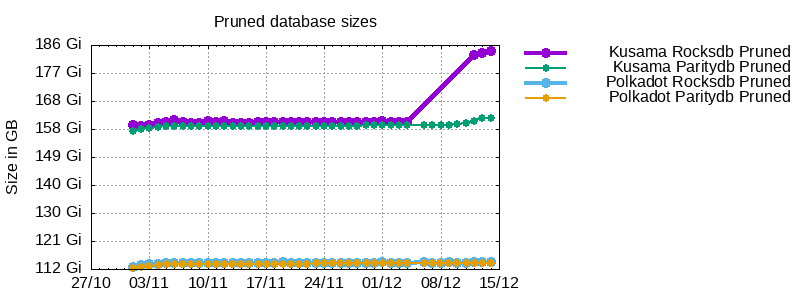 Pruned database sizes
Size in GB
186 Gi
177 Gi
168 Gi
158 Gi
149 Gi
140 Gi
130 Gi
121 Gi
112 Gi
27/10 03/11 10/11 17/11 24/11 01/12 08/12 15/12
Kusama Rocksdb Pruned
Kusama Paritydb Pruned
Polkadot Rocksdb Pruned
Polkadot Paritydb Pruned